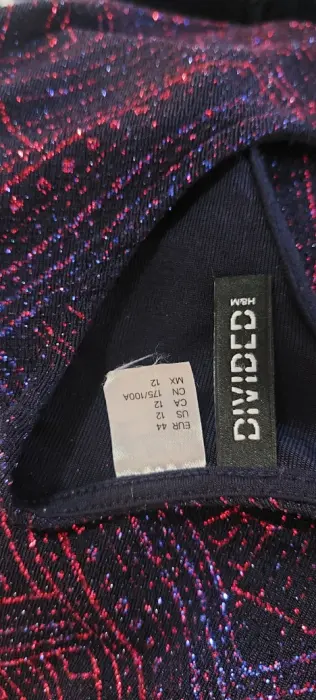 DIVIDED
H&M
EUR 44
US 12
CA 12
CN 175/100A
MX 12